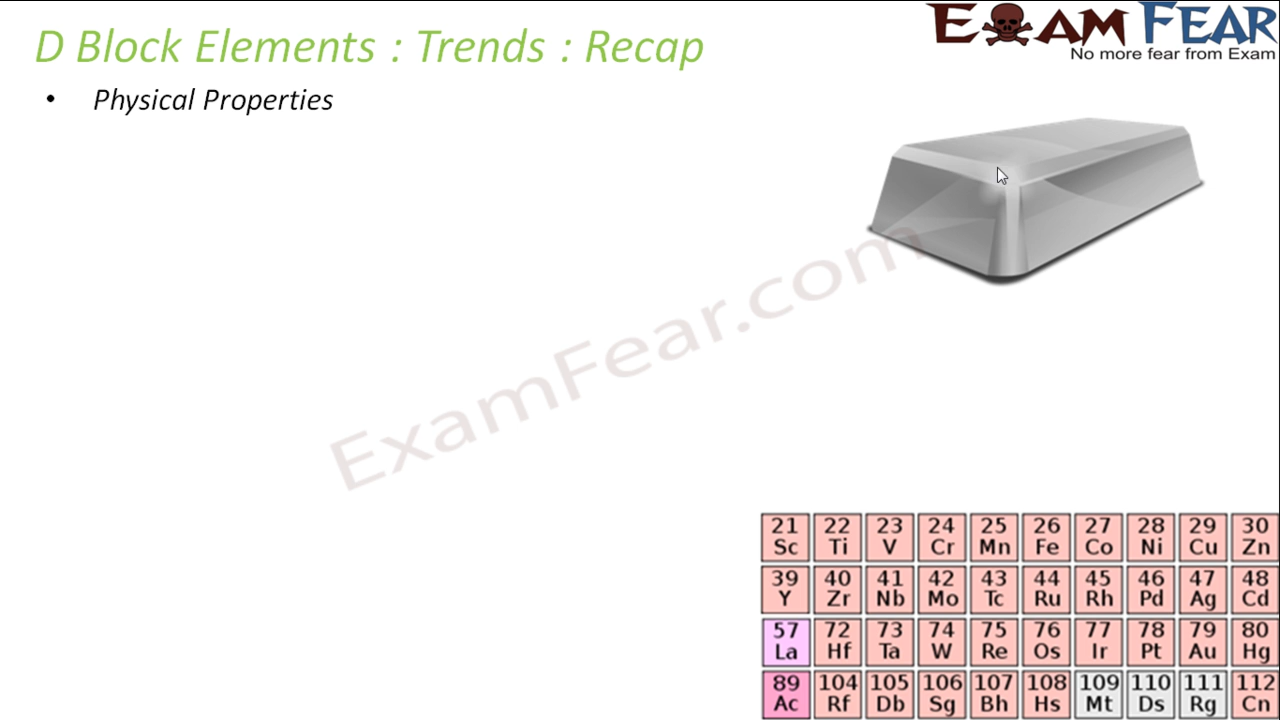 D Block Elements : Trends : Recap
EXAM FEAR
No more fear from Exam
• Physical Properties
ExamFear.com
21 22 23 24 25 26 27 28 29 30
Sc Ti V Cr Mn Fe Co Ni Cu Zn
39 40 41 42 43 44 45 46 47 48
Y Zr Nb Mo Tc Ru Rh Pd Ag Cd
57 72 73 74 75 76 77 78 79 80
La Hf Ta W Re Os Ir Pt Au Hg
89 104 105 106 107 108 109 110 111 112
Ac Rf Db Sg Bh Hs Mt Ds Rg Cn